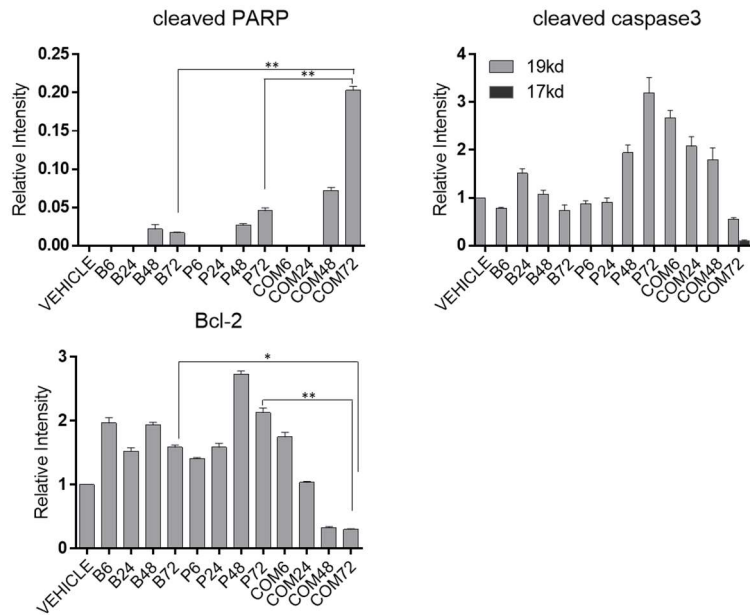 cleaved PARP
**
**
Relative Intensity
0.20
0.15
0.10
0.05
0.00
VEHICLE
B6
B24
B48
B72
P6
P24
P48
P72
COM6
COM24
COM48
COM72
cleaved caspase3
19kd
17kd
Relative Intensity
4
3
2
1
0
VEHICLE
B6
B24
B48
B72
P6
P24
P48
P72
COM6
COM24
COM48
COM72
Bcl-2
*
**
Relative Intensity
3
2
1
0
VEHICLE
B6
B24
B48
B72
P6
P24
P48
P72
COM6
COM24
COM48
COM72
0.25